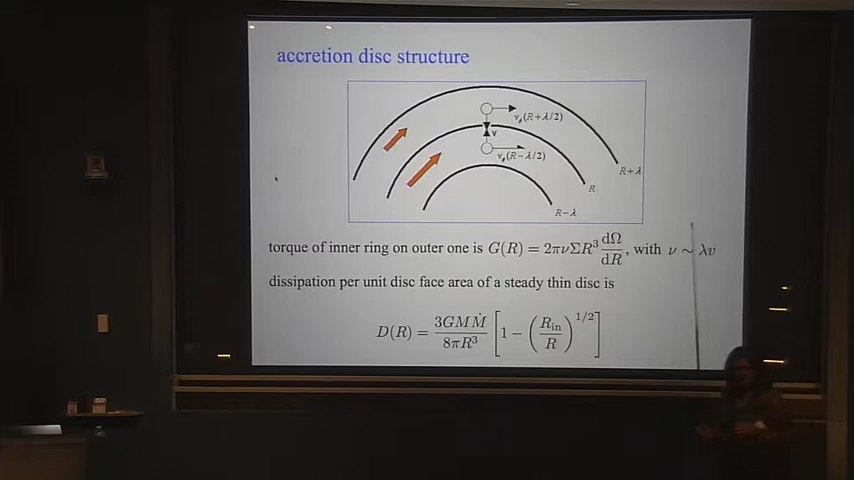 accretion disc structure
v_φ(R+λ/2)
v
v_φ(R−λ/2)
R+λ
R
R−λ
torque of inner ring on outer one is G(R) = 2πνΣR³ dΩ/dR, with ν ∼ λv
dissipation per unit disc face area of a steady thin disc is
D(R) = 3GMṀ/8πR³ [1 − (R_in/R)^1/2]